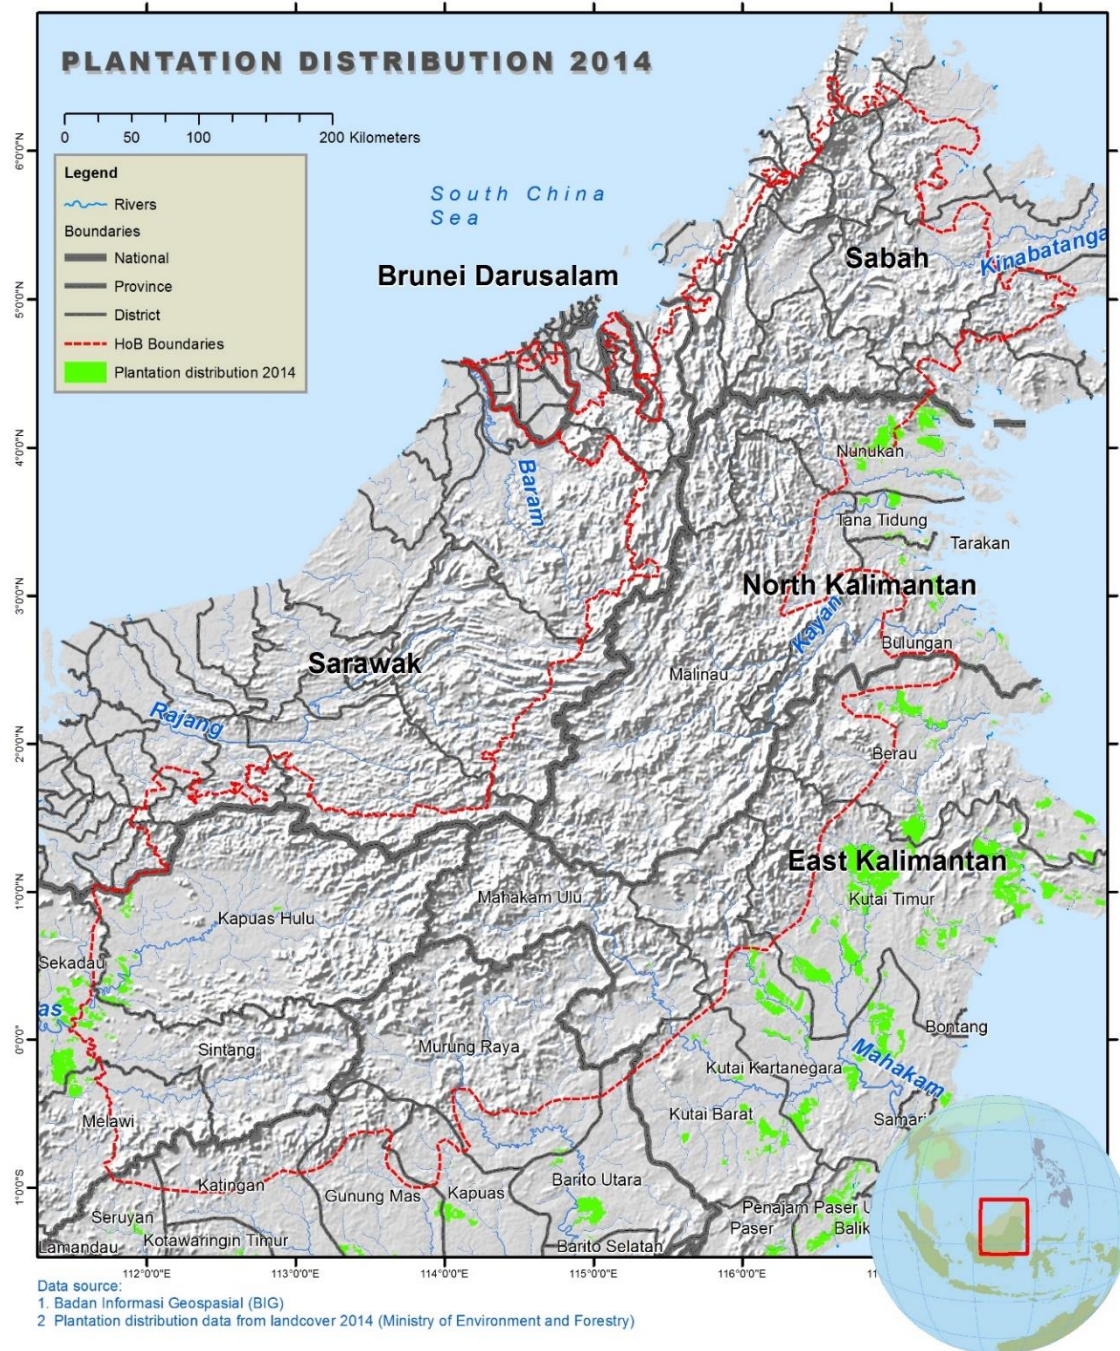 PLANTATION DISTRIBUTION 2014
0 50 100 200 Kilometers
Legend
Rivers
Boundaries
National
Province
District
HoB Boundaries
Plantation distribution 2014
South China
Sea
Brunei Darusalam
Sabah
Kinabatanga
Nunukan
Baram
Tana Tidung
Tarakan
North Kalimantan
Kayan
Bulungan
Sarawak
Malinau
Rajang
Berau
East Kalimantan
Kutai Timur
Mahakam Ulu
Kapuas Hulu
Sekadau
as
Bontang
Sintang
Murung Raya
Mahakam
Kutai Kartanegara
Kutai Barat
Samari
Melawi
Katingan
Gunung Mas
Kapuas
Barito Utara
Seruyan
Penajam Paser U
Paser
Balik
Lamandau
Kotawaringin Timur
Barito Selatan
6°0'0"N
5°0'0"N
4°0'0"N
3°0'0"N
2°0'0"N
1°0'0"N
0°0'0"
1°0'0"S
112°0'0"E
113°0'0"E
114°0'0"E
115°0'0"E
116°0'0"E
11
Data source:
1. Badan Informasi Geospasial (BIG)
2 Plantation distribution data from landcover 2014 (Ministry of Environment and Forestry)